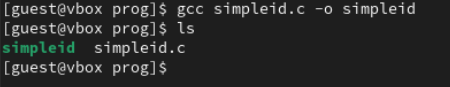 [guest@vbox prog]$ gcc simpleid.c -o simpleid
[guest@vbox prog]$ ls
simpleid  simpleid.c
[guest@vbox prog]$